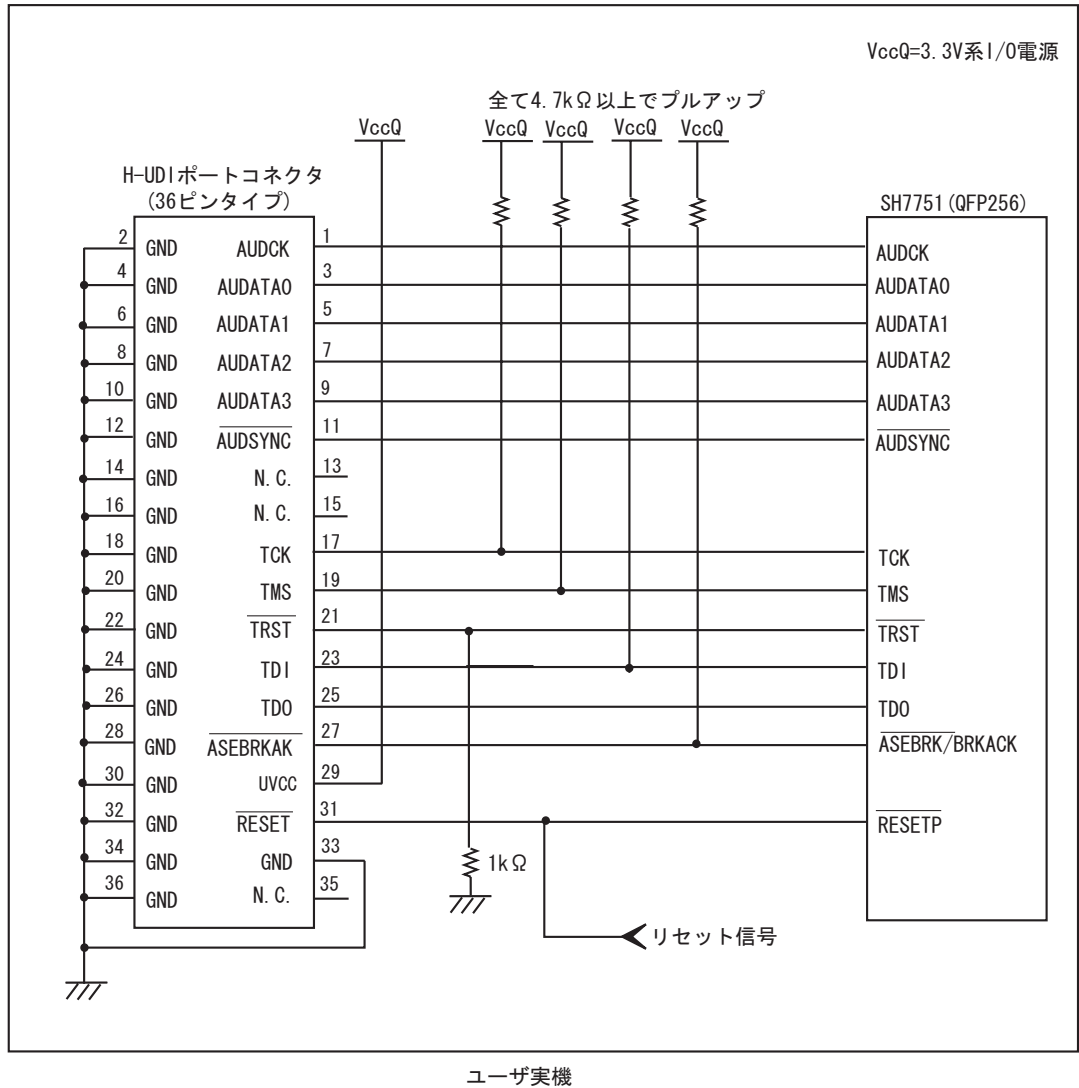 VccQ=3.3V系I/O電源
全て4.7kΩ以上でプルアップ
VccQ VccQ VccQ VccQ VccQ
H-UDIポートコネクタ
(36ピンタイプ)
SH7751(QFP256)
2 GND AUDCK 1 AUDCK
4 GND AUDATA0 3 AUDATA0
6 GND AUDATA1 5 AUDATA1
8 GND AUDATA2 7 AUDATA2
10 GND AUDATA3 9 AUDATA3
12 GND AUDSYNC 11 AUDSYNC
14 GND N.C. 13
16 GND N.C. 15
18 GND TCK 17 TCK
20 GND TMS 19 TMS
22 GND TRST 21 TRST
24 GND TDI 23 TDI
26 GND TDO 25 TDO
28 GND ASEBRKAK 27 ASEBRK/BRKACK
30 GND UVCC 29
32 GND RESET 31 RESETP
34 GND GND 33
1kΩ
36 GND N.C. 35
リセット信号
ユーザ実機